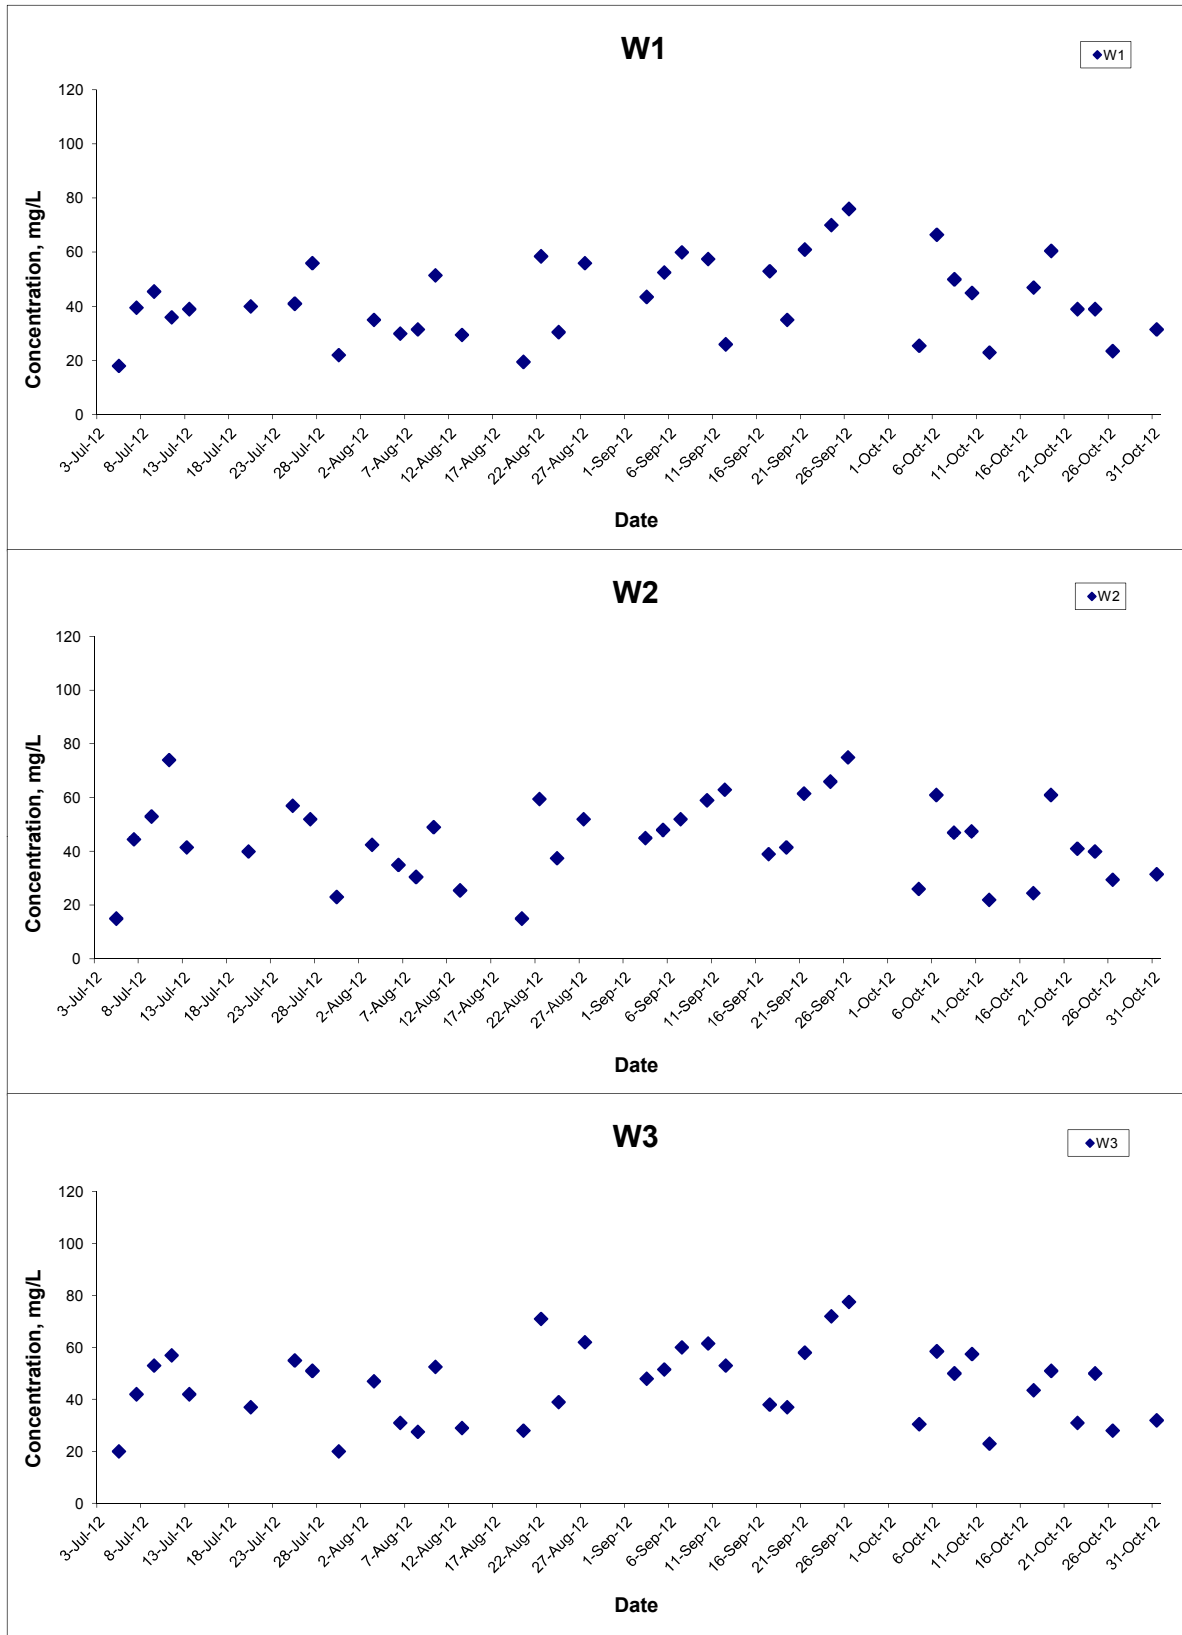 W1
W1
120
100
80
60
40
20
0
Concentration, mg/L
3-Jul-12
8-Jul-12
13-Jul-12
18-Jul-12
23-Jul-12
28-Jul-12
2-Aug-12
7-Aug-12
12-Aug-12
17-Aug-12
22-Aug-12
27-Aug-12
1-Sep-12
6-Sep-12
11-Sep-12
16-Sep-12
21-Sep-12
26-Sep-12
1-Oct-12
6-Oct-12
11-Oct-12
16-Oct-12
21-Oct-12
26-Oct-12
31-Oct-12
Date
W2
W2
120
100
80
60
40
20
0
Concentration, mg/L
3-Jul-12
8-Jul-12
13-Jul-12
18-Jul-12
23-Jul-12
28-Jul-12
2-Aug-12
7-Aug-12
12-Aug-12
17-Aug-12
22-Aug-12
27-Aug-12
1-Sep-12
6-Sep-12
11-Sep-12
16-Sep-12
21-Sep-12
26-Sep-12
1-Oct-12
6-Oct-12
11-Oct-12
16-Oct-12
21-Oct-12
26-Oct-12
31-Oct-12
Date
W3
W3
120
100
80
60
40
20
0
Concentration, mg/L
3-Jul-12
8-Jul-12
13-Jul-12
18-Jul-12
23-Jul-12
28-Jul-12
2-Aug-12
7-Aug-12
12-Aug-12
17-Aug-12
22-Aug-12
27-Aug-12
1-Sep-12
6-Sep-12
11-Sep-12
16-Sep-12
21-Sep-12
26-Sep-12
1-Oct-12
6-Oct-12
11-Oct-12
16-Oct-12
21-Oct-12
26-Oct-12
31-Oct-12
Date